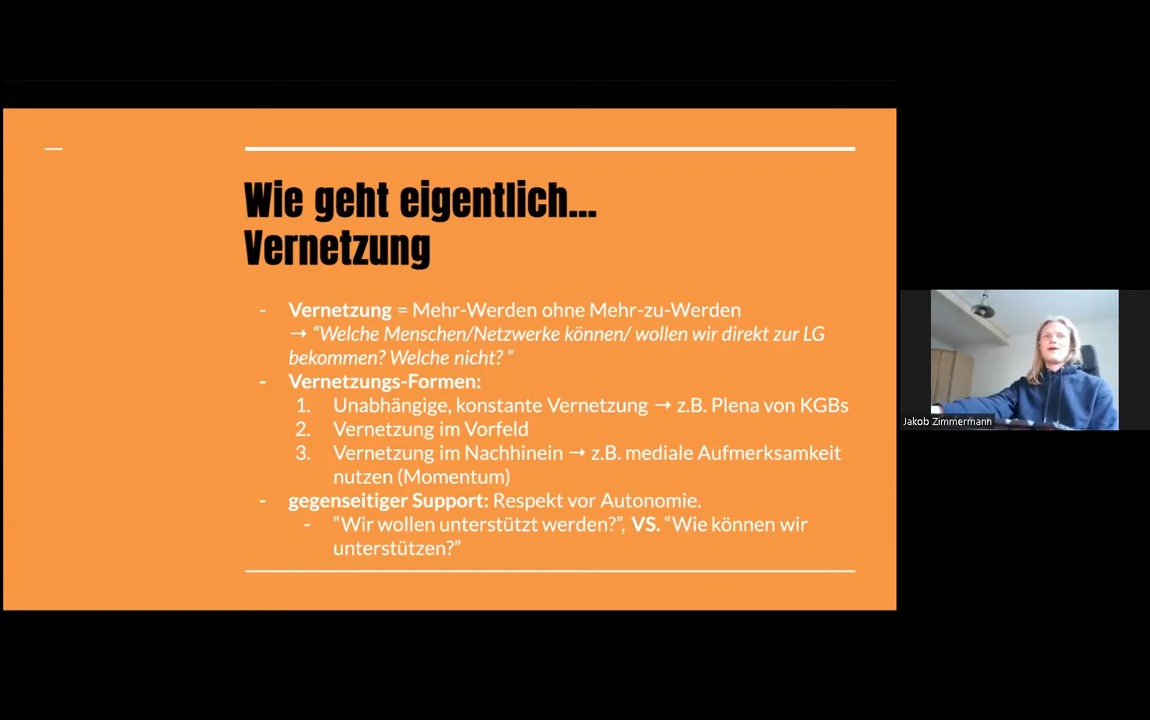 Wie geht eigentlich...
Vernetzung
- Vernetzung = Mehr-Werden ohne Mehr-zu-Werden
→ “Welche Menschen/Netzwerke können/ wollen wir direkt zur LG
bekommen? Welche nicht? “
- Vernetzungs-Formen:
1. Unabhängige, konstante Vernetzung → z.B. Plena von KGBs
2. Vernetzung im Vorfeld
3. Vernetzung im Nachhinein → z.B. mediale Aufmerksamkeit
nutzen (Momentum)
- gegenseitiger Support: Respekt vor Autonomie.
- “Wir wollen unterstützt werden?”, VS. “Wie können wir
unterstützen?”
Jakob Zimmermann